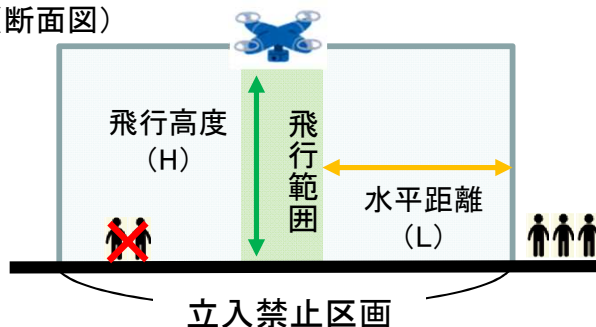 断面図）
飛行高度
（H）
飛行範囲
水平距離
（L）
立入禁止区画